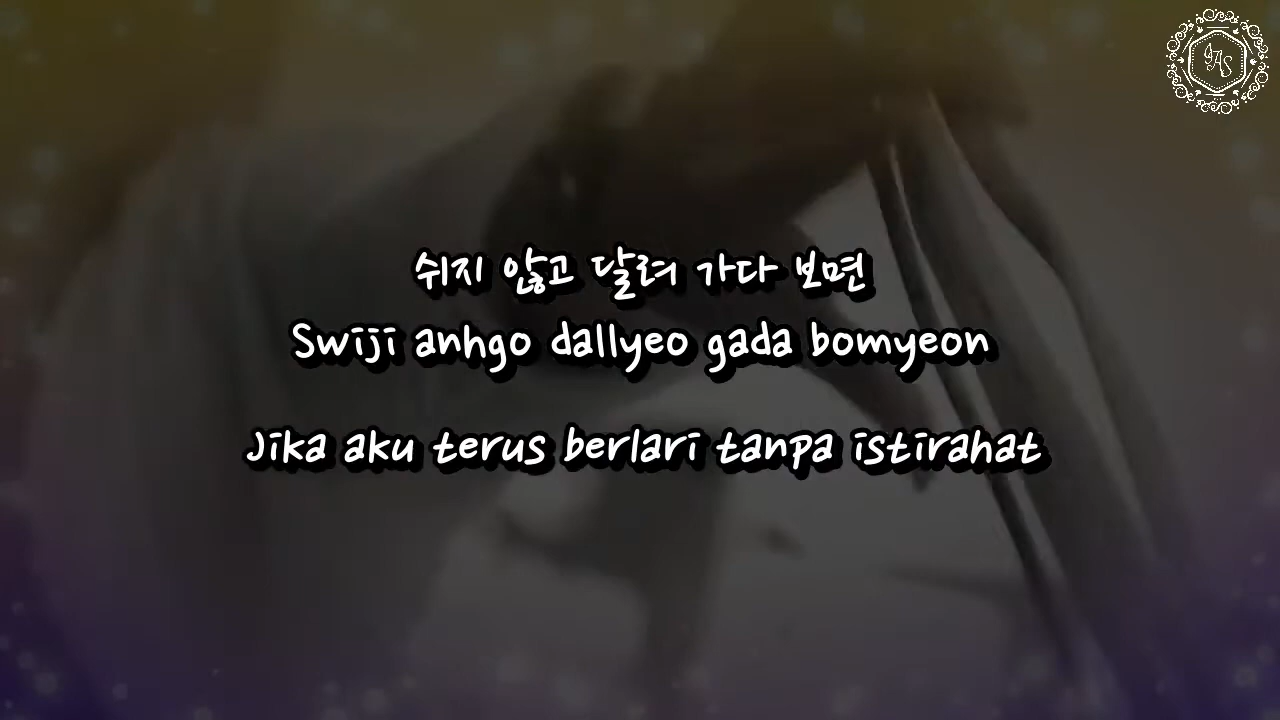 JAS
쉬지 않고 달려 가다 보면
Swiji anhgo dallyeo gada bomyeon
Jika aku terus berlari tanpa istirahat